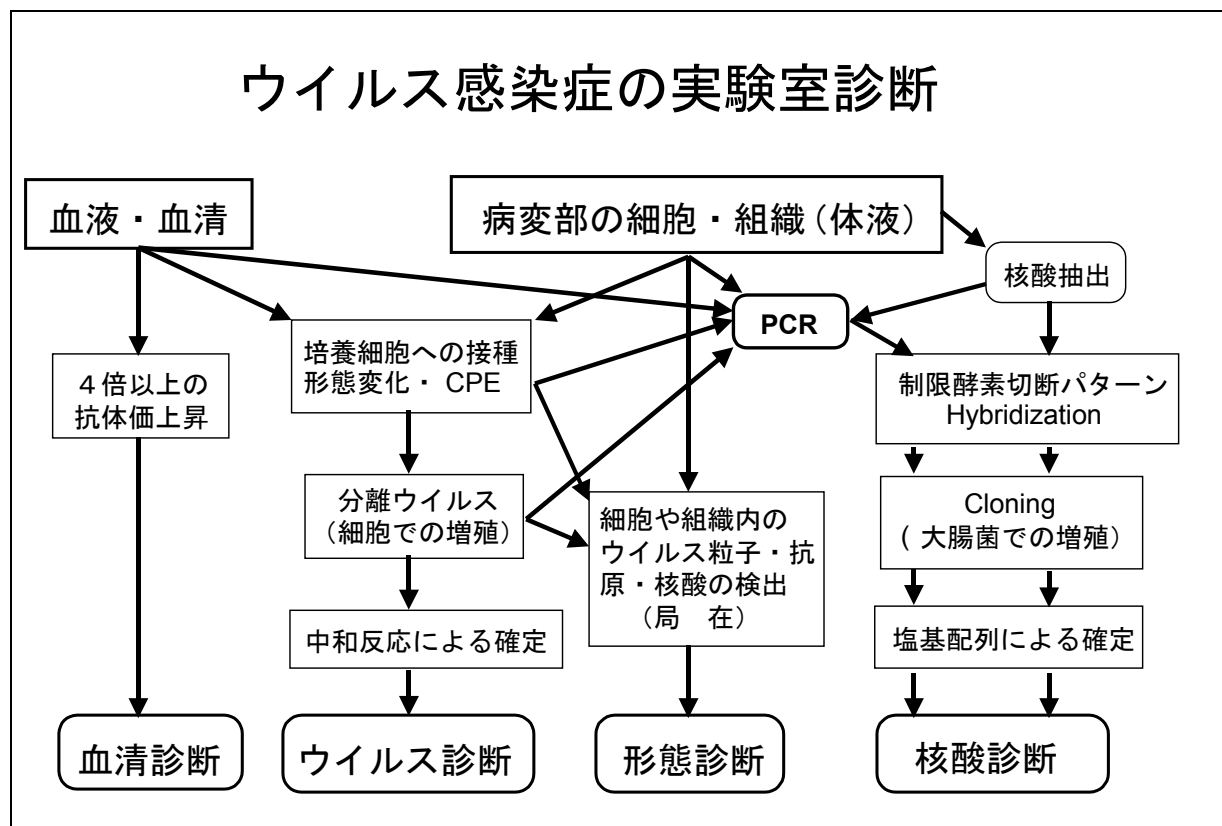 ウイルス感染症の実験室診断
血液・血清
病変部の細胞・組織（体液）
核酸抽出
PCR
４倍以上の
抗体価上昇
培養細胞への接種
形態変化・ CPE
制限酵素切断パターン
Hybridization
分離ウイルス
（細胞での増殖）
細胞や組織内の
ウイルス粒子・抗
原・核酸の検出
（局　在）
Cloning
( 大腸菌での増殖）
中和反応による確定
塩基配列による確定
血清診断
ウイルス診断
形態診断
核酸診断